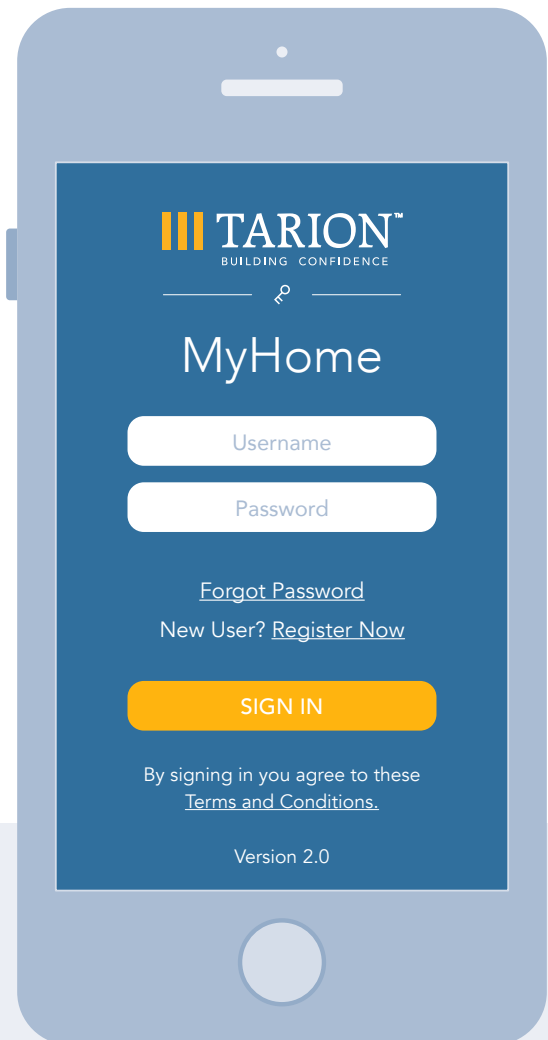 TARION™
BUILDING CONFIDENCE
MyHome
Username
Password
Forgot Password
New User? Register Now
SIGN IN
By signing in you agree to these
Terms and Conditions.
Version 2.0